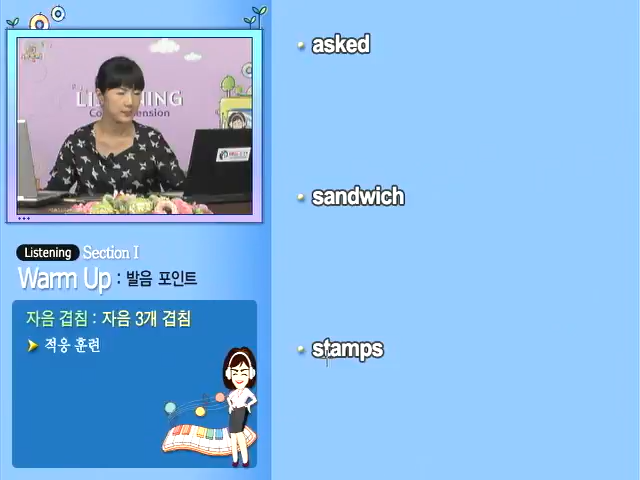 LISTENING
Comprehension
Listening Section I
Warm Up : 발음 포인트
자음 겹침 : 자음 3개 겹침
적응 훈련
asked
sandwich
stamps